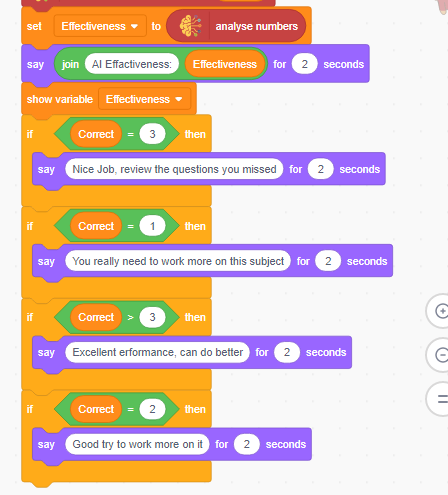 set Effectiveness to analyse numbers
say join AI Effactiveness: Effectiveness for 2 seconds
show variable Effectiveness
if Correct = 3 then
say Nice Job, review the questions you missed for 2 seconds
if Correct = 1 then
say You really need to work more on this subject for 2 seconds
if Correct > 3 then
say Excellent erformance, can do better for 2 seconds
if Correct = 2 then
say Good try to work more on it for 2 seconds